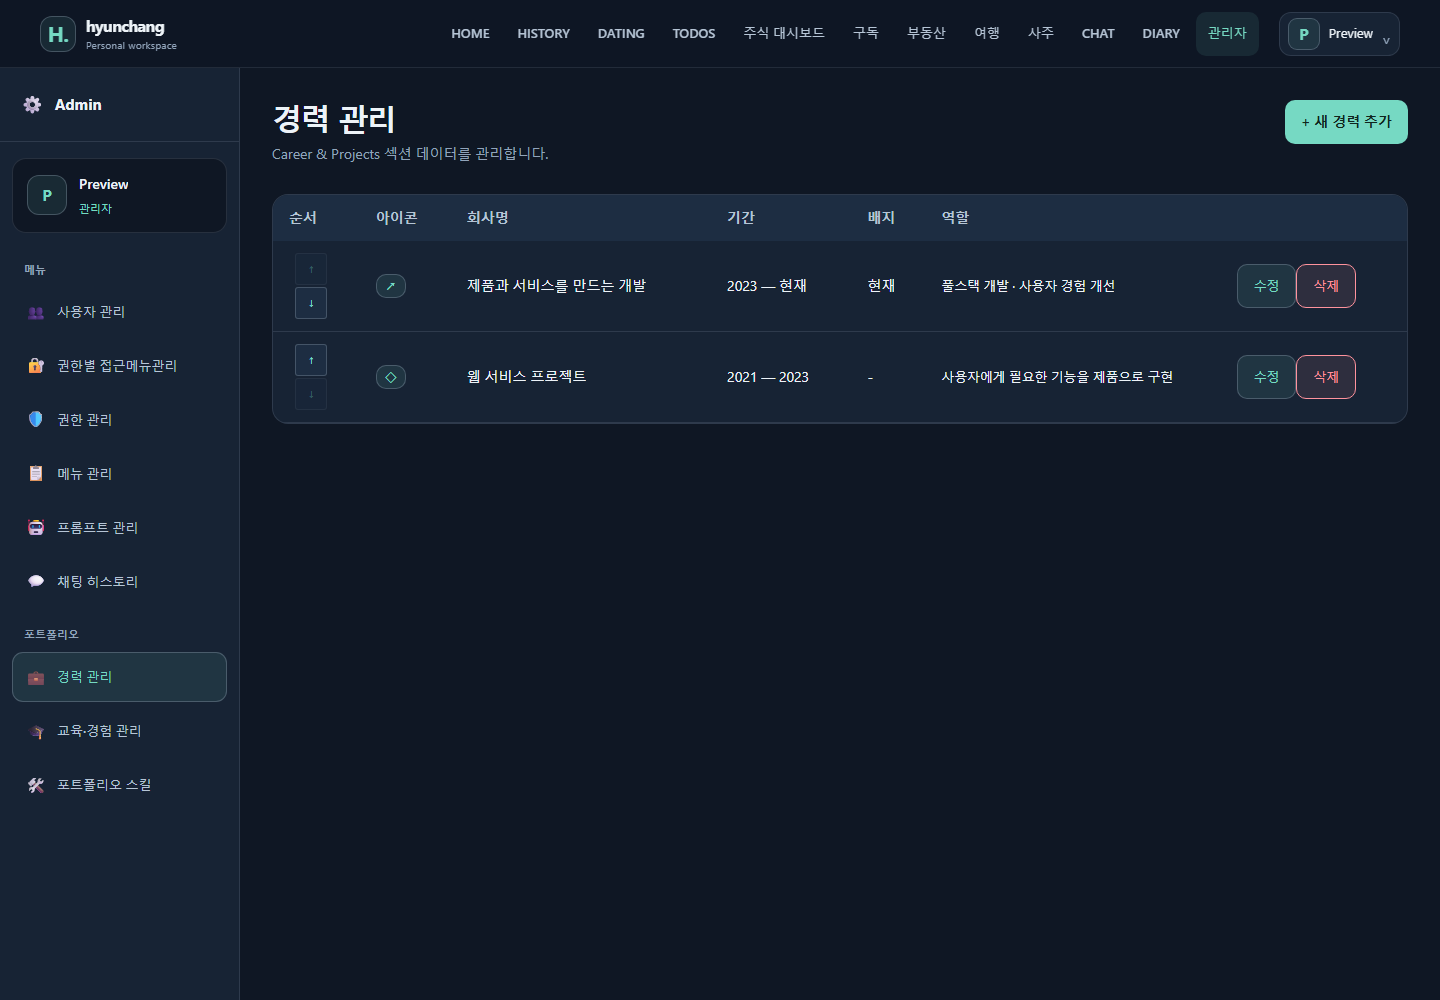 H. hyunchang
Personal workspace
HOME HISTORY DATING TODOS 주식 대시보드 구독 부동산 여행 사주 CHAT DIARY 관리자 P Preview v
Admin
P Preview
관리자
메뉴
사용자 관리
권한별 접근메뉴관리
권한 관리
메뉴 관리
프롬프트 관리
채팅 히스토리
포트폴리오
경력 관리
교육·경험 관리
포트폴리오 스킬
경력 관리
Career & Projects 섹션 데이터를 관리합니다.
+ 새 경력 추가
순서 아이콘 회사명 기간 배지 역할
↑
↓
↗ 제품과 서비스를 만드는 개발 2023 — 현재 현재 풀스택 개발 · 사용자 경험 개선 수정 삭제
↑
↓
◇ 웹 서비스 프로젝트 2021 — 2023 - 사용자에게 필요한 기능을 제품으로 구현 수정 삭제